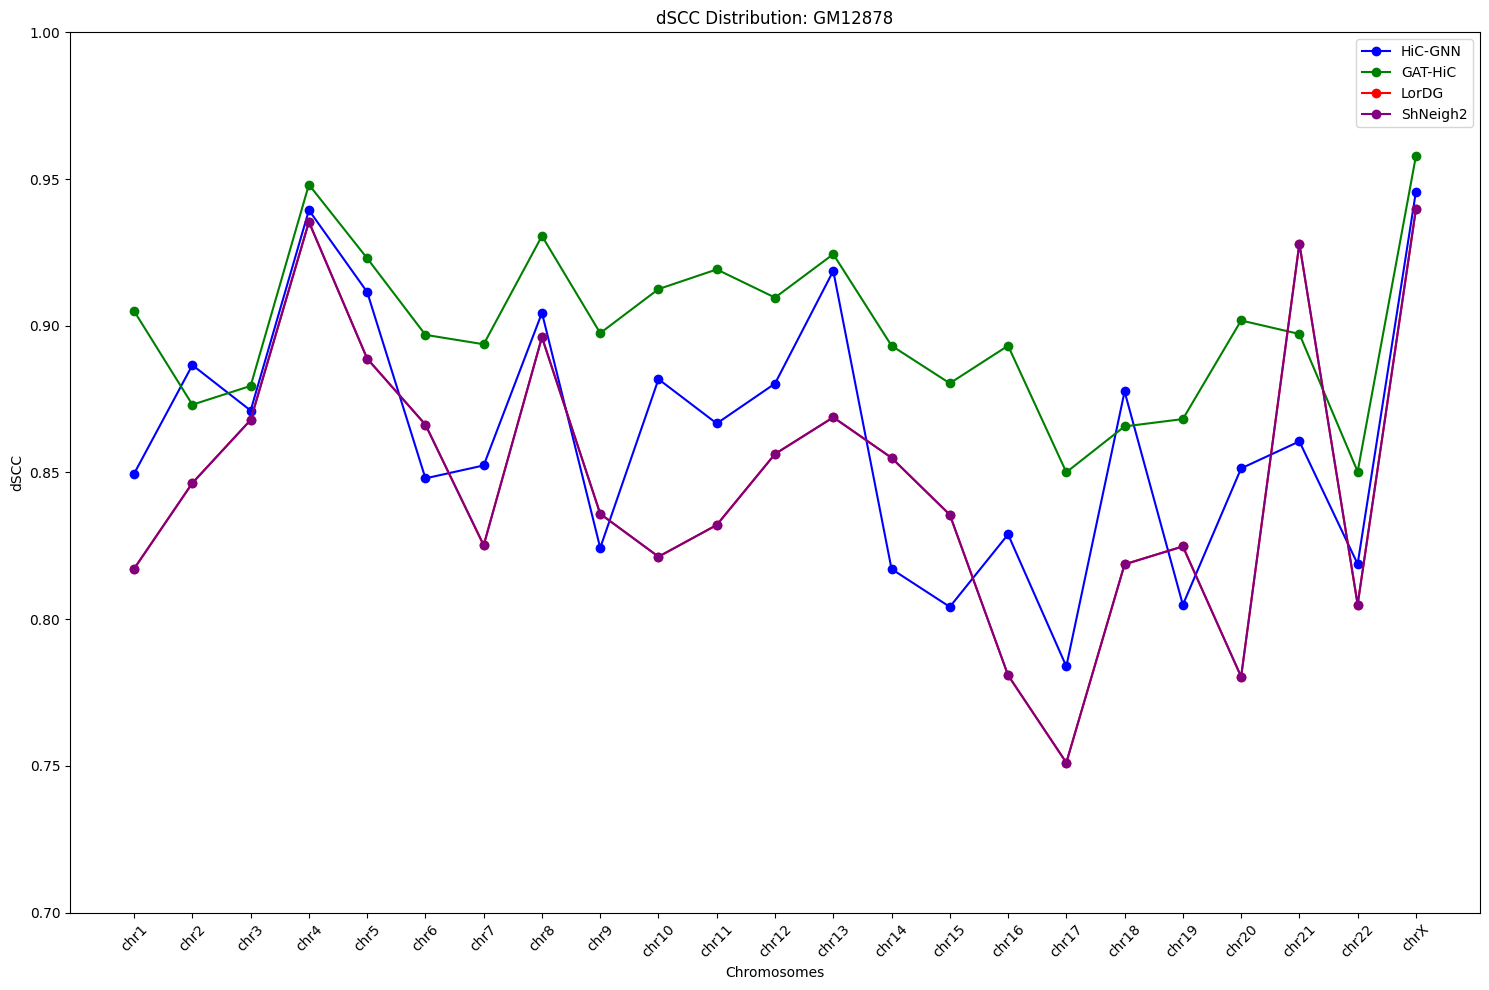 dSCC Distribution: GM12878
HiC-GNN
GAT-HiC
LorDG
ShNeigh2
1.00
0.95
0.90
0.85
0.80
0.75
0.70
dSCC
chr1
chr2
chr3
chr4
chr5
chr6
chr7
chr8
chr9
chr10
chr11
chr12
chr13
chr14
chr15
chr16
chr17
chr18
chr19
chr20
chr21
chr22
chrX
Chromosomes